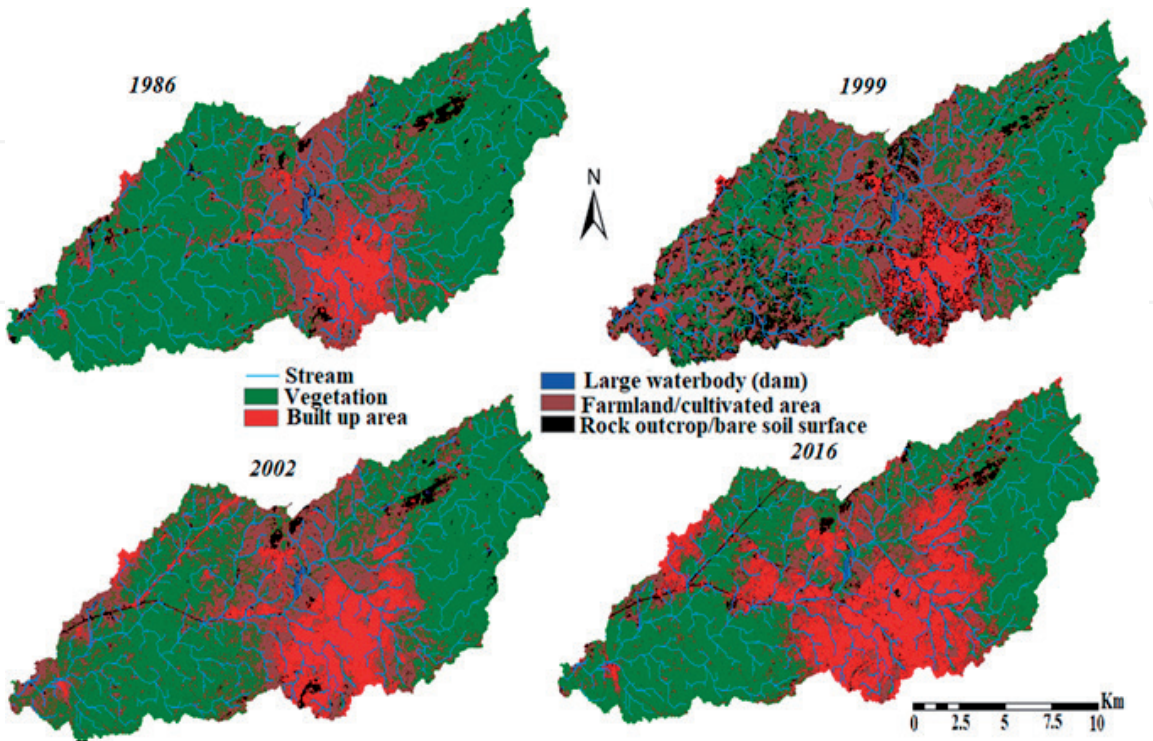 1986
1999
N
Stream
Vegetation
Built up area
Large waterbody (dam)
Farmland/cultivated area
Rock outcrop/bare soil surface
2002
2016
Km
0 2.5 5 7.5 10